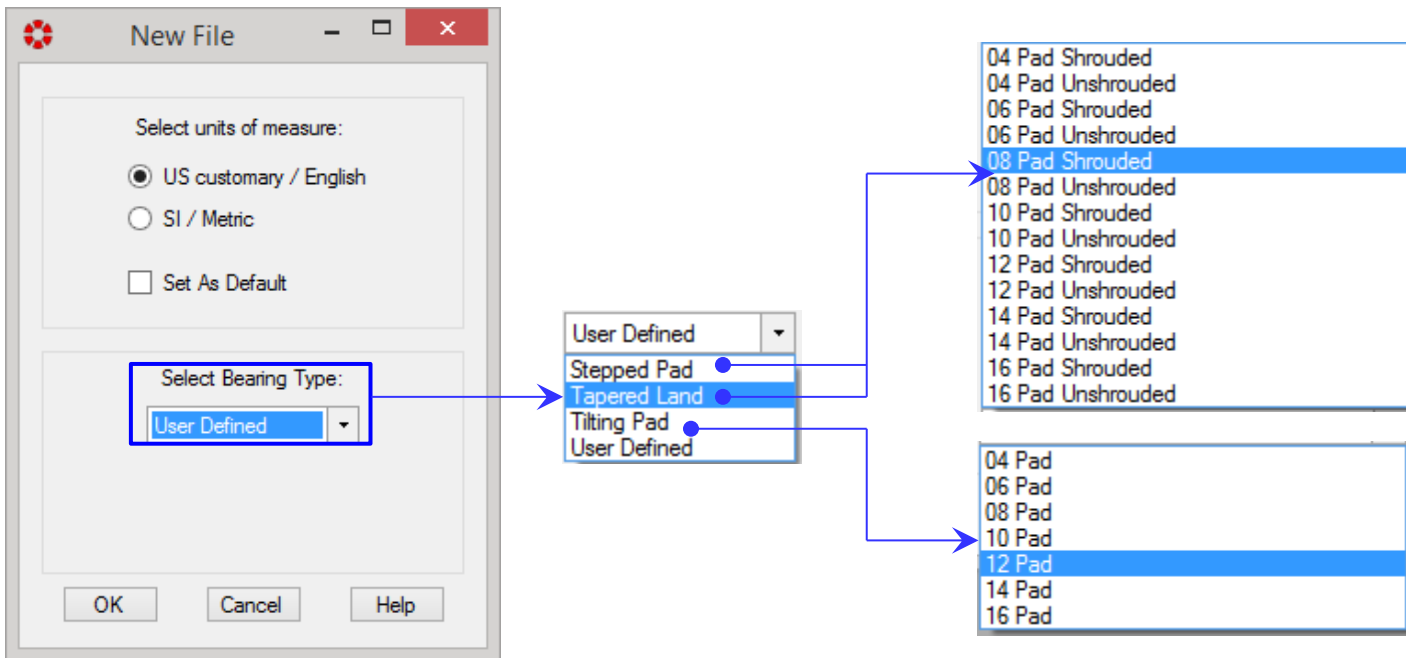 New File
Select units of measure:
US customary / English
SI / Metric
Set As Default
Select Bearing Type:
User Defined
OK
Cancel
Help
User Defined
Stepped Pad
Tapered Land
Tilting Pad
User Defined
04 Pad Shrouded
04 Pad Unshrouded
06 Pad Shrouded
06 Pad Unshrouded
08 Pad Shrouded
08 Pad Unshrouded
10 Pad Shrouded
10 Pad Unshrouded
12 Pad Shrouded
12 Pad Unshrouded
14 Pad Shrouded
14 Pad Unshrouded
16 Pad Shrouded
16 Pad Unshrouded
04 Pad
06 Pad
08 Pad
10 Pad
12 Pad
14 Pad
16 Pad